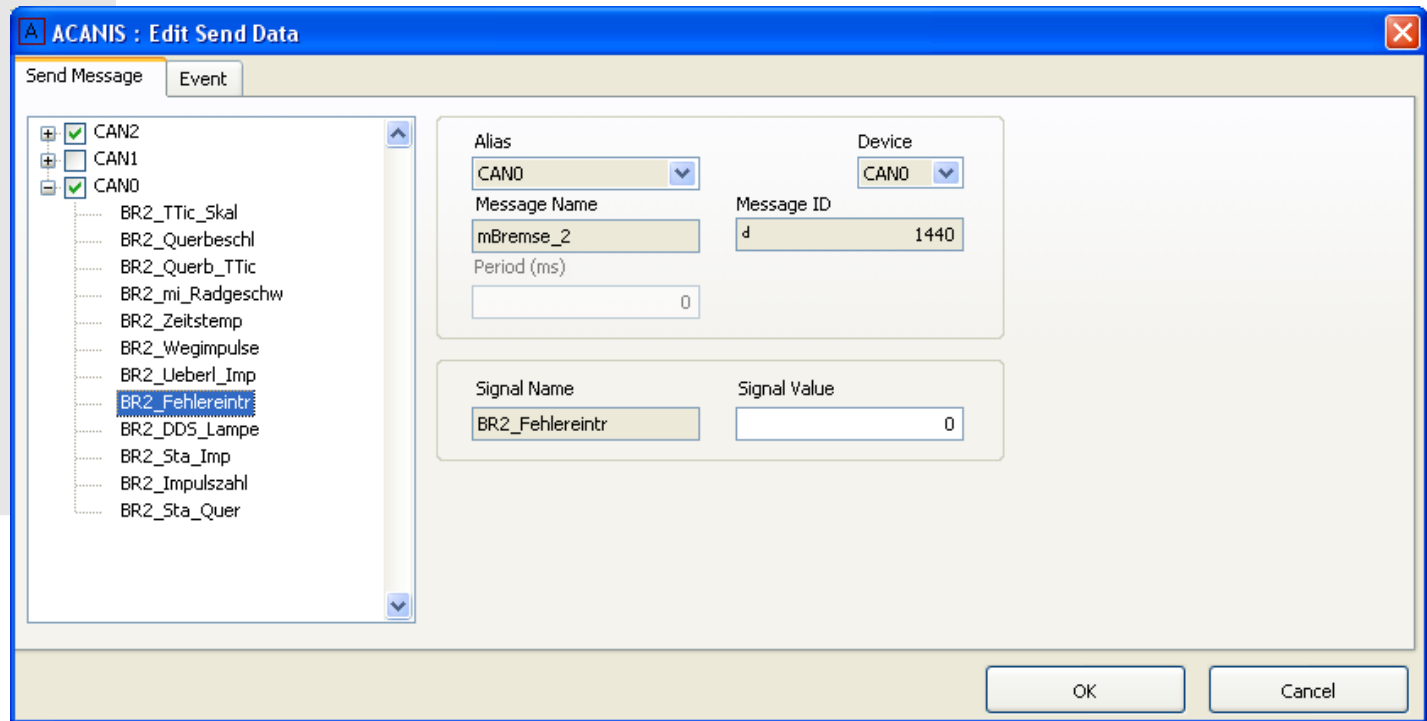 A ACANIS : Edit Send Data
Send Message Event
CAN2
CAN1
CAN0
BR2_TTic_Skal
BR2_Querbeschl
BR2_Querb_TTic
BR2_mi_Radgeschw
BR2_Zeitstemp
BR2_Wegimpulse
BR2_Ueberl_Imp
BR2_Fehlereintr
BR2_DDS_Lampe
BR2_Sta_Imp
BR2_Impulszahl
BR2_Sta_Quer
Alias Device
CAN0 CAN0
Message Name Message ID
mBremse_2 d 1440
Period (ms)
0
Signal Name Signal Value
BR2_Fehlereintr 0
OK Cancel